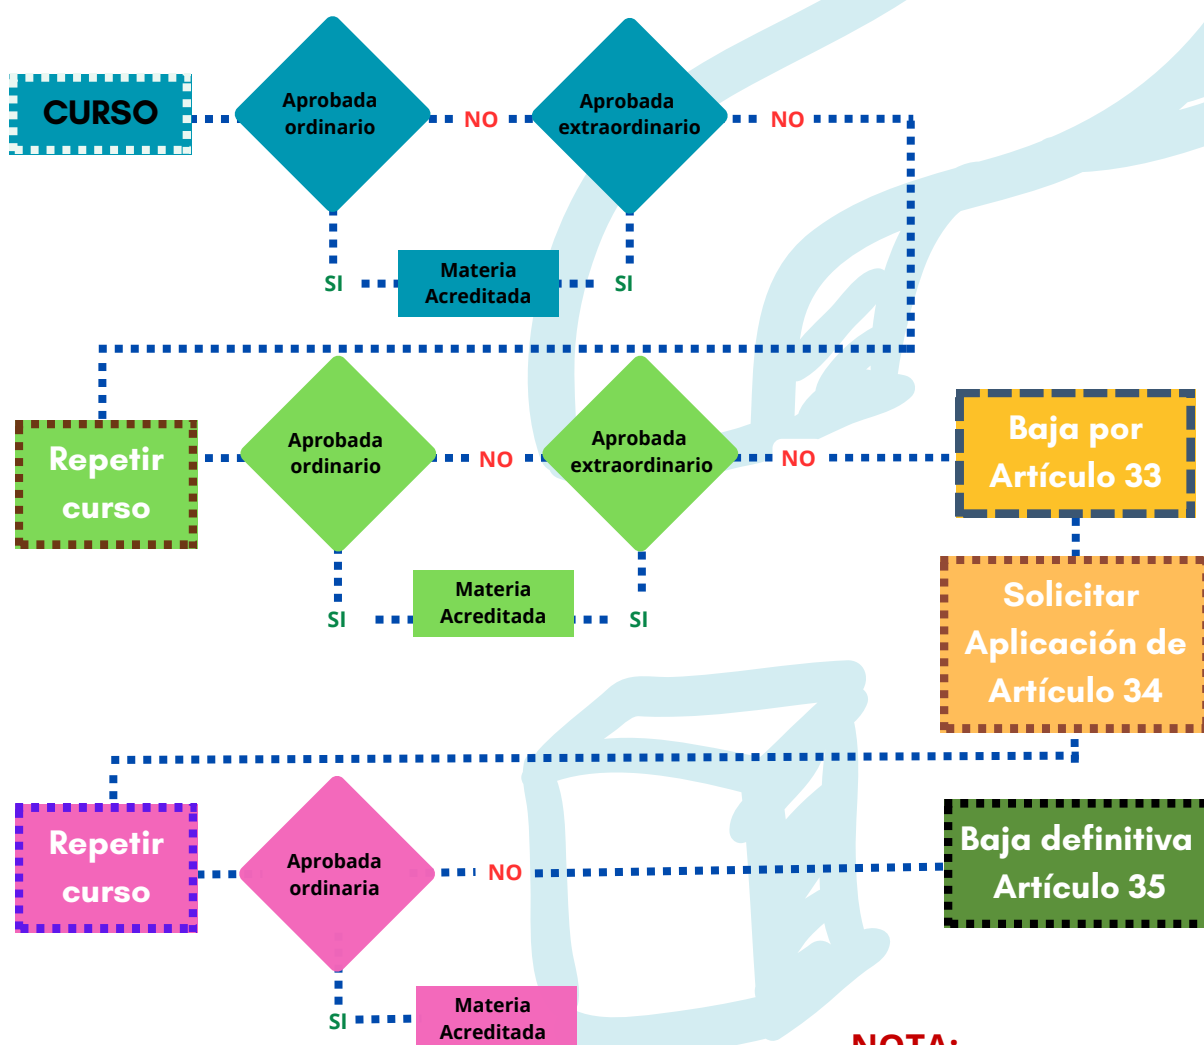 CURSO
Aprobada
ordinario
NO
Aprobada
extraordinario
NO
SI
Materia
Acreditada
SI
Repetir
curso
Aprobada
ordinario
NO
Aprobada
extraordinario
NO
Baja por
Artículo 33
SI
Materia
Acreditada
SI
Solicitar
Aplicación de
Artículo 34
Repetir
curso
Aprobada
ordinaria
NO
Baja definitiva
Artículo 35
SI
Materia
Acreditada
NOTA: